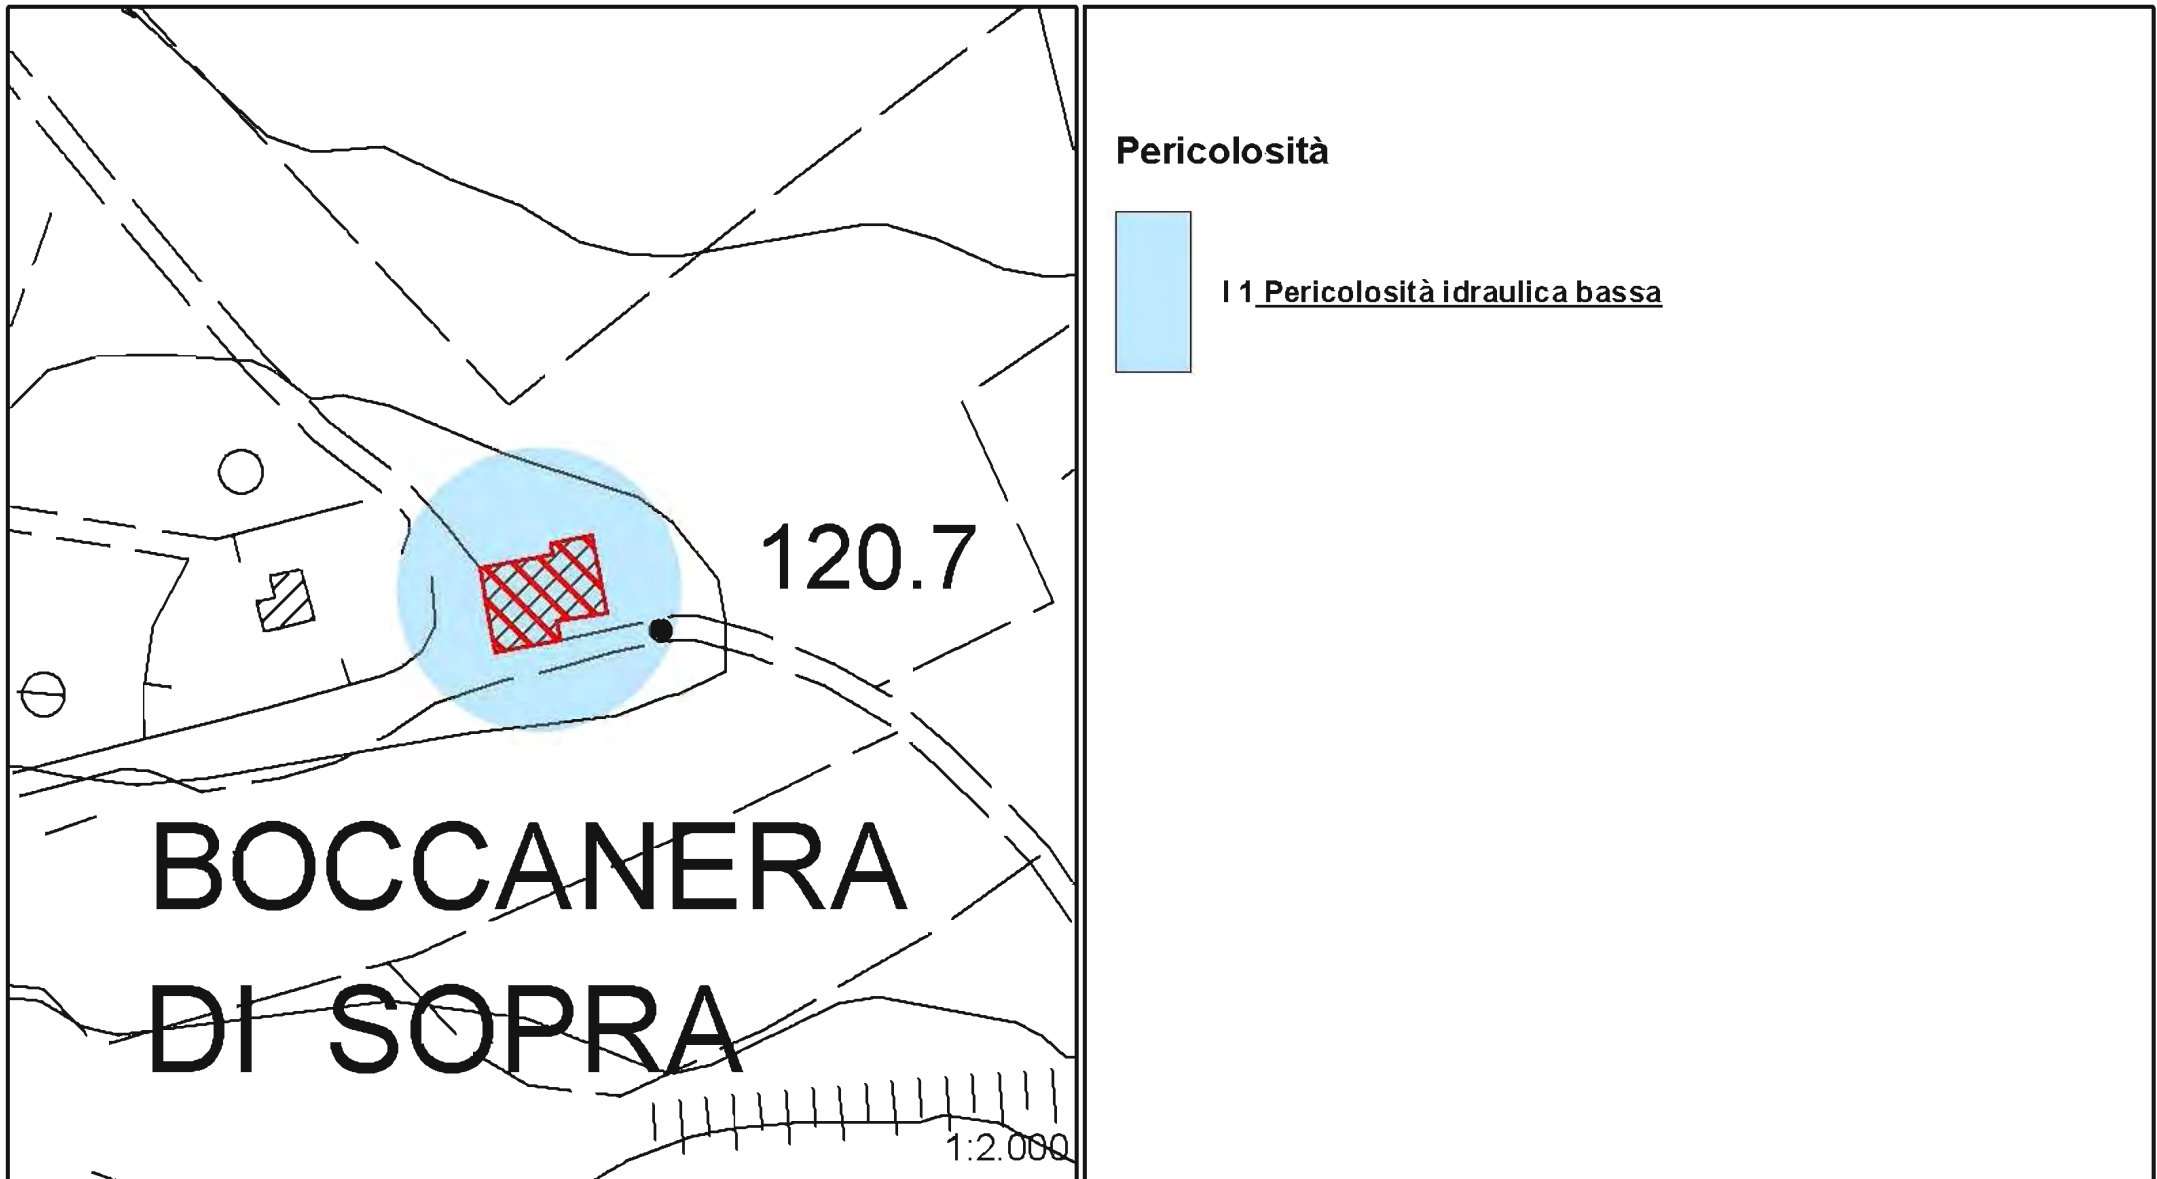 120.7
BOCCANERA
DI SOPRA
1:2.000
Pericolosità
I 1 Pericolosità idraulica bassa